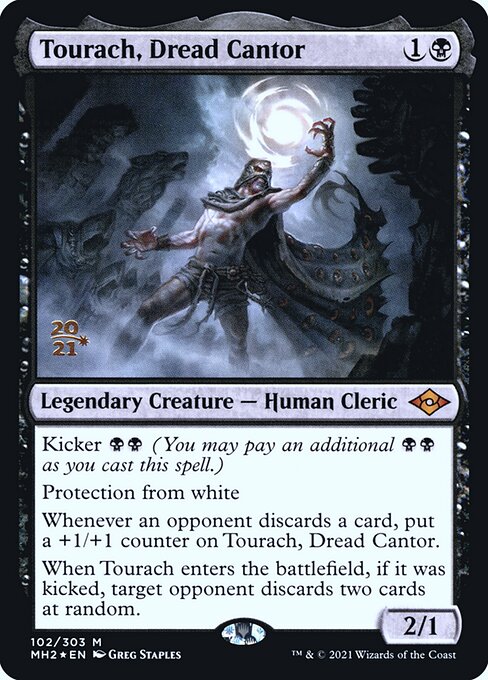 Tourach, Dread Cantor 1
20
21
Legendary Creature — Human Cleric
Kicker (You may pay an additional
as you cast this spell.)
Protection from white
Whenever an opponent discards a card, put
a +1/+1 counter on Tourach, Dread Cantor.
When Tourach enters the battlefield, if it was
kicked, target opponent discards two cards
at random.
2/1
102/303 M
MH2★EN Greg Staples
™ & © 2021 Wizards of the Coast